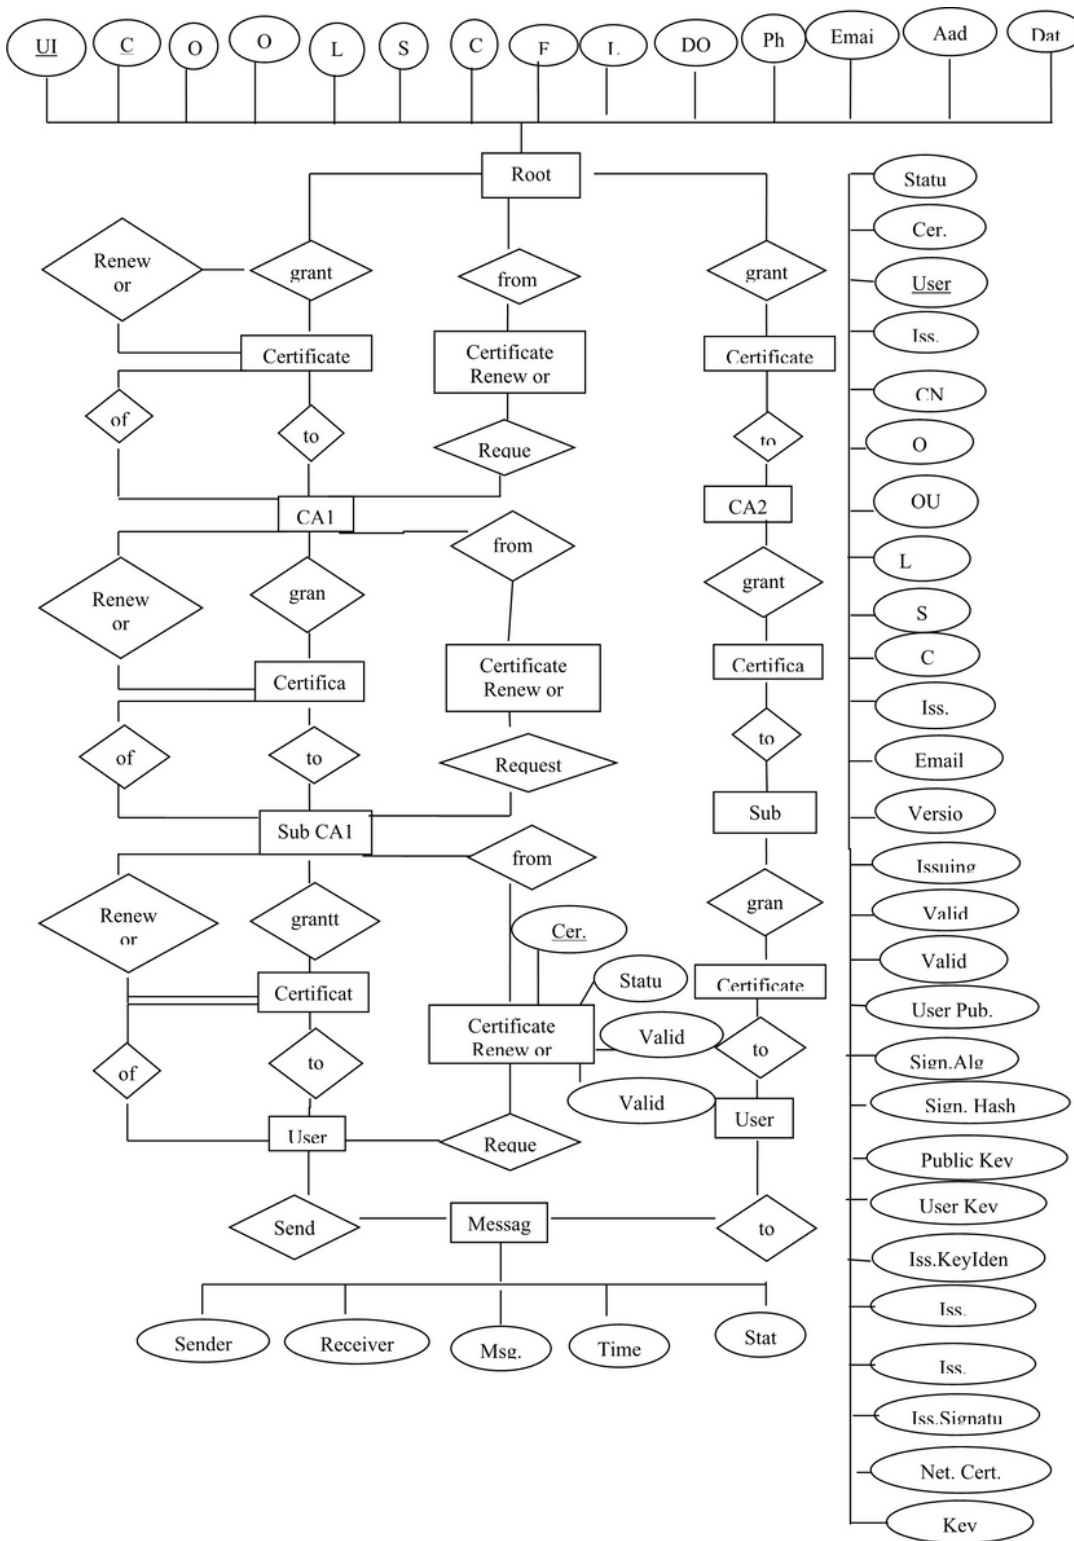 UI
C
O
O
L
S
C
F
L
DO
Ph
Emai
Aad
Dat
Root
Renew
or
grant
from
grant
Certificate
Certificate
Renew or
Certificate
of
to
Reque
to
CA1
CA2
from
Renew
or
gran
grant
Certifica
Certificate
Renew or
Certifica
of
to
Request
to
Sub CA1
Sub
from
Renew
or
grantt
gran
Cer.
Statu
Certificat
Certificate
Renew or
Valid
Certificate
of
to
Valid
to
User
Reque
User
Send
Messag
to
Sender
Receiver
Msg.
Time
Stat
Statu
Cer.
User
Iss.
CN
O
OU
L
S
C
Iss.
Email
Versio
Issuing
Valid
Valid
User Pub.
Sign.Alg
Sign. Hash
Public Key
User Key
Iss.KeyIden
Iss.
Iss.
Iss.Signatu
Net. Cert.
Key